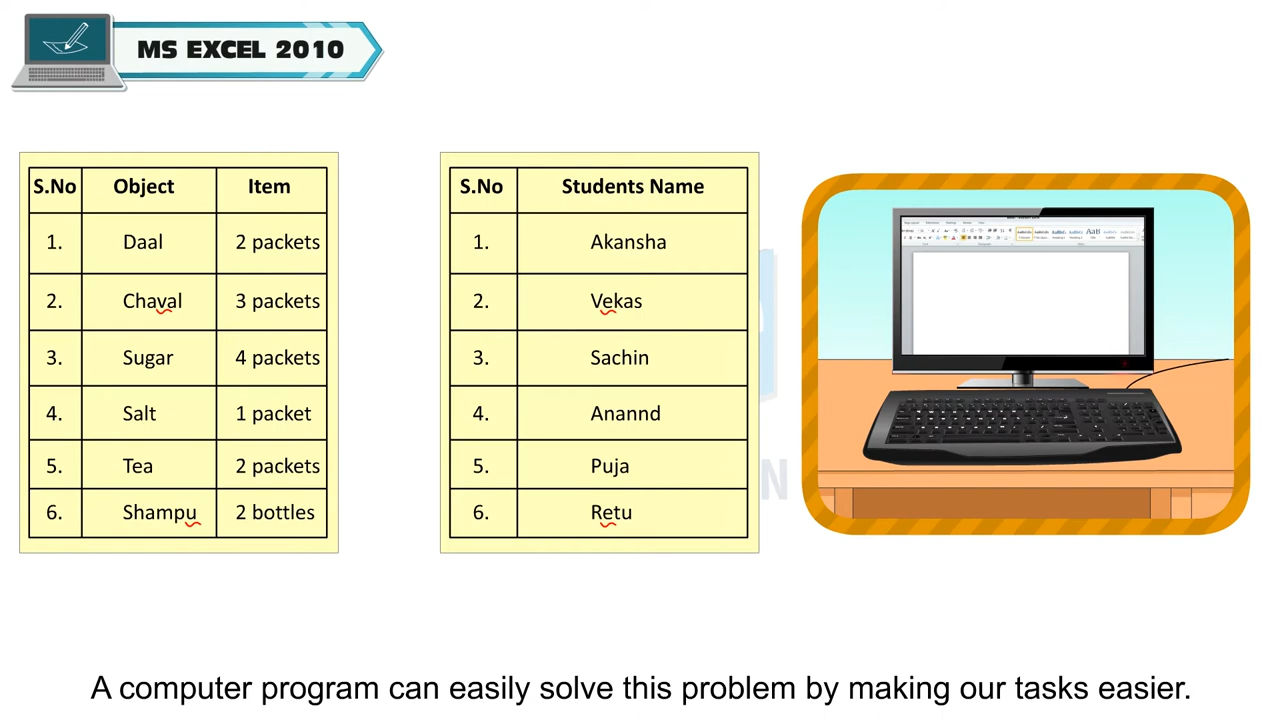 MS EXCEL 2010
S.No Object Item
1. Daal 2 packets
2. Chaval 3 packets
3. Sugar 4 packets
4. Salt 1 packet
5. Tea 2 packets
6. Shampu 2 bottles
S.No Students Name
1. Akansha
2. Vekas
3. Sachin
4. Anannd
5. Puja
6. Retu
A computer program can easily solve this problem by making our tasks easier.